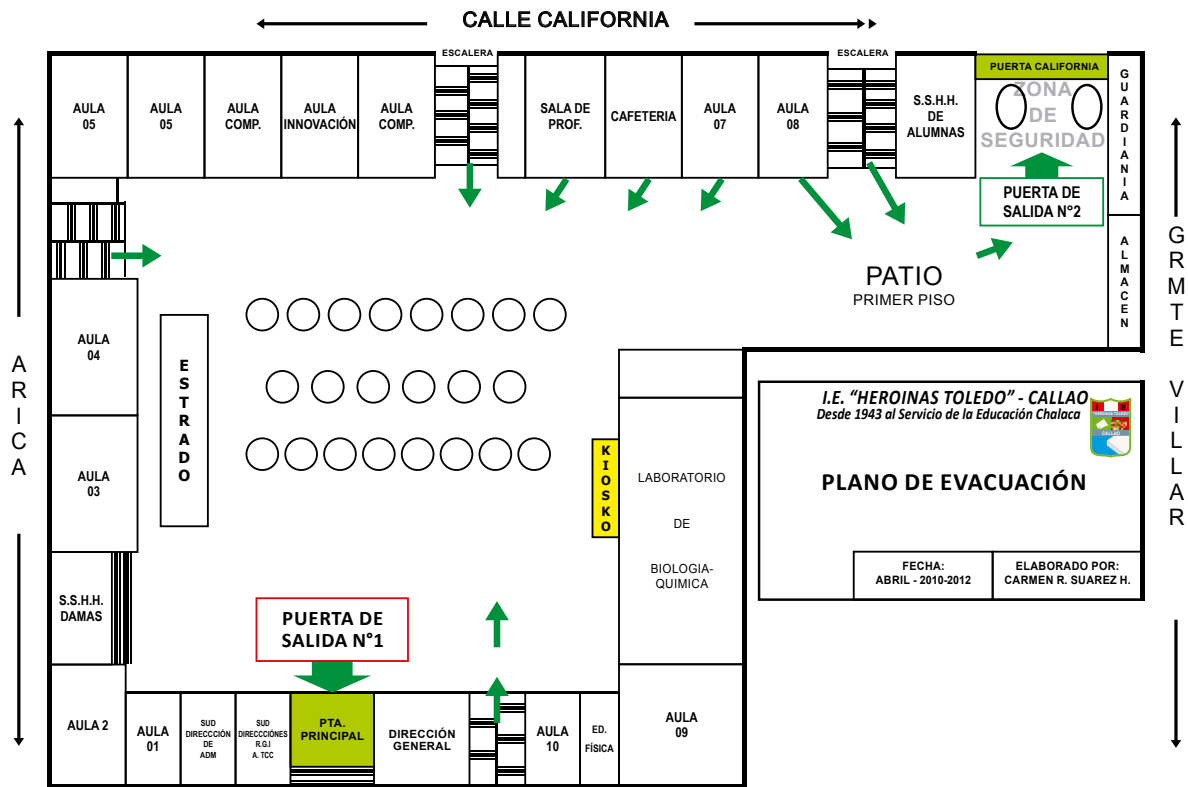 CALLE CALIFORNIA
ESCALERA
ESCALERA
AULA
05
AULA
05
AULA
COMP.
AULA
INNOVACIÓN
AULA
COMP.
SALA DE
PROF.
CAFETERIA
AULA
07
AULA
08
S.S.H.H.
DE
ALUMNAS
PUERTA CALIFORNIA
ZONA
DE
SEGURIDAD
GUARDIANIA
PUERTA DE
SALIDA N°2
ALMACEN
PATIO
PRIMER PISO
ARICA
GRMTE VILLAR
AULA
04
ESTRADO
AULA
03
KIOSKO
LABORATORIO
DE
BIOLOGIA-
QUIMICA
I.E. “HEROINAS TOLEDO” - CALLAO
Desde 1943 al Servicio de la Educación Chalaca
CALLAO
PLANO DE EVACUACIÓN
FECHA:
ABRIL - 2010-2012
ELABORADO POR:
CARMEN R. SUAREZ H.
S.S.H.H.
DAMAS
PUERTA DE
SALIDA N°1
AULA 2
AULA
01
SUD
DIRECCCIÓN
DE
ADM
SUD
DIRECCCIÓNES
R.G.I
A. TCC
PTA.
PRINCIPAL
DIRECCIÓN
GENERAL
AULA
10
ED.
FÍSICA
AULA
09